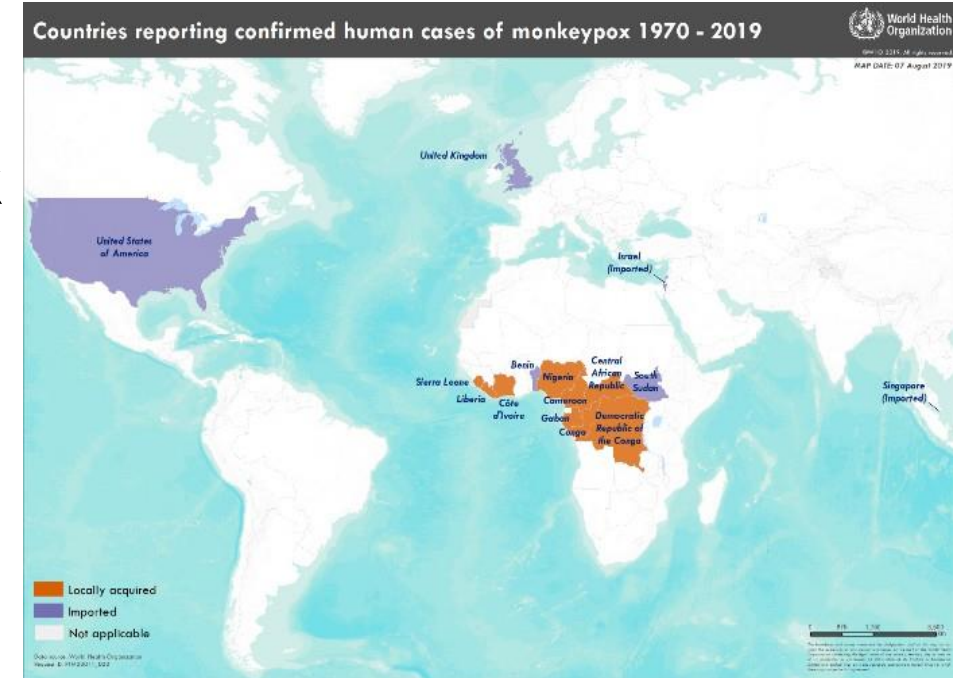 Countries reporting confirmed human cases of monkeypox 1970 - 2019
World Health
Organization
MAP DATE: 07 August 2019
United Kingdom
United States
of America
Israel
(Imported)
Benin
Nigeria
Central
African
Republic
South
Sudan
Sierra Leone
Liberia
Côte
d'Ivoire
Cameroon
Gabon
Congo
Democratic
Republic of
the Congo
Singapore
(Imported)
Locally acquired
Imported
Not applicable
Data source: World Health Organization